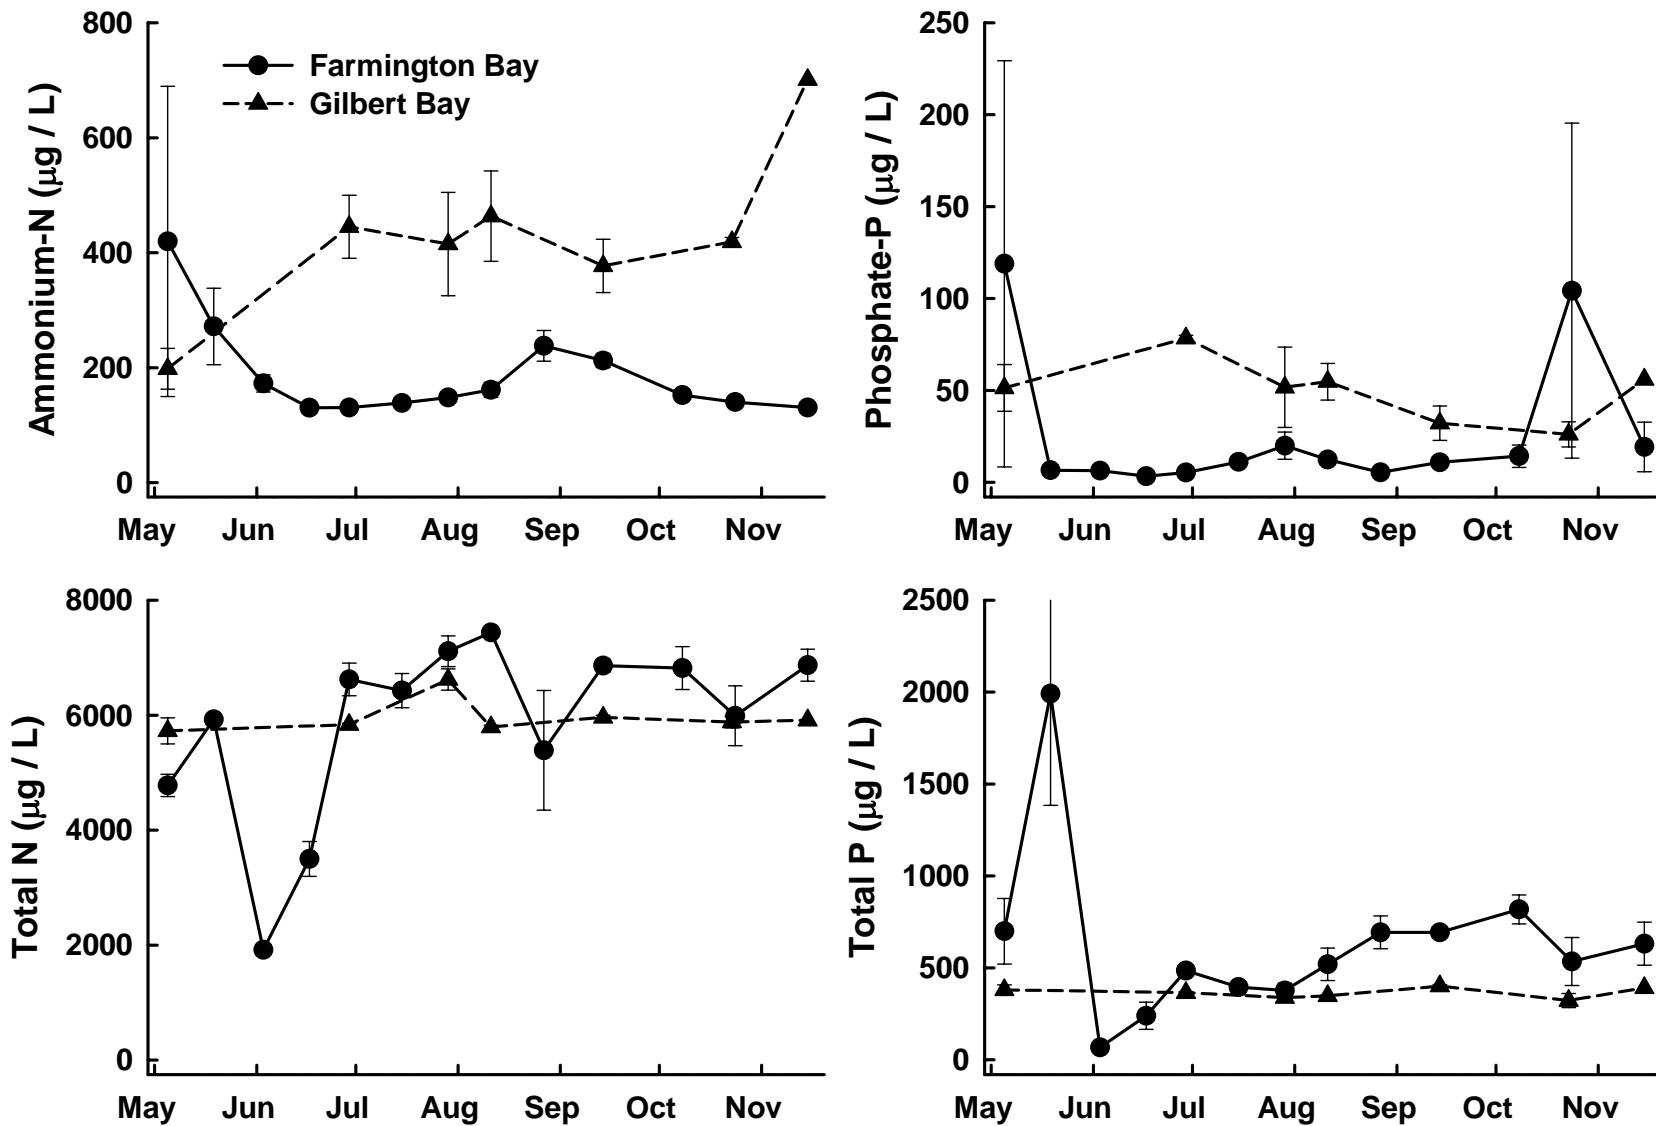 800
600
400
200
0
Ammonium-N (μg / L)
Farmington Bay
Gilbert Bay
May Jun Jul Aug Sep Oct Nov
250
200
150
100
50
0
Phosphate-P (μg / L)
May Jun Jul Aug Sep Oct Nov
8000
6000
4000
2000
0
Total N (μg / L)
May Jun Jul Aug Sep Oct Nov
2500
2000
1500
1000
500
0
Total P (μg / L)
May Jun Jul Aug Sep Oct Nov